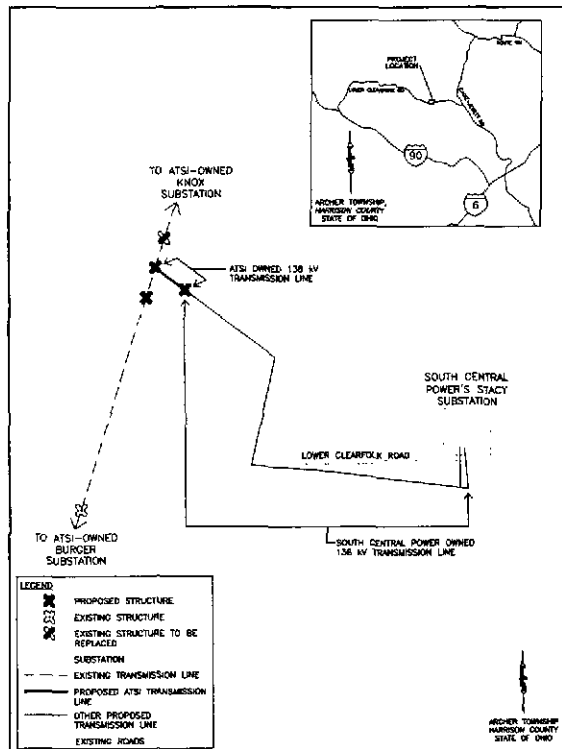 PROJECT
LOCATION
90
6
ARCHER TOWNSHIP,
HARRISON COUNTY
STATE OF OHIO
TO ATSI-OWNED
KNOX
SUBSTATION
ATSI OWNED 138 kV
TRANSMISSION LINE
SOUTH CENTRAL
POWER'S STACY
SUBSTATION
LOWER CLEARFOLK ROAD
TO ATSI-OWNED
BURGER
SUBSTATION
SOUTH CENTRAL POWER OWNED
138 kV TRANSMISSION LINE
LEGEND
PROPOSED STRUCTURE
EXISTING STRUCTURE
EXISTING STRUCTURE TO BE
REPLACED
SUBSTATION
EXISTING TRANSMISSION LINE
PROPOSED ATSI TRANSMISSION
LINE
OTHER PROPOSED
TRANSMISSION LINE
EXISTING ROADS
ARCHER TOWNSHIP
HARRISON COUNTY
STATE OF OHIO